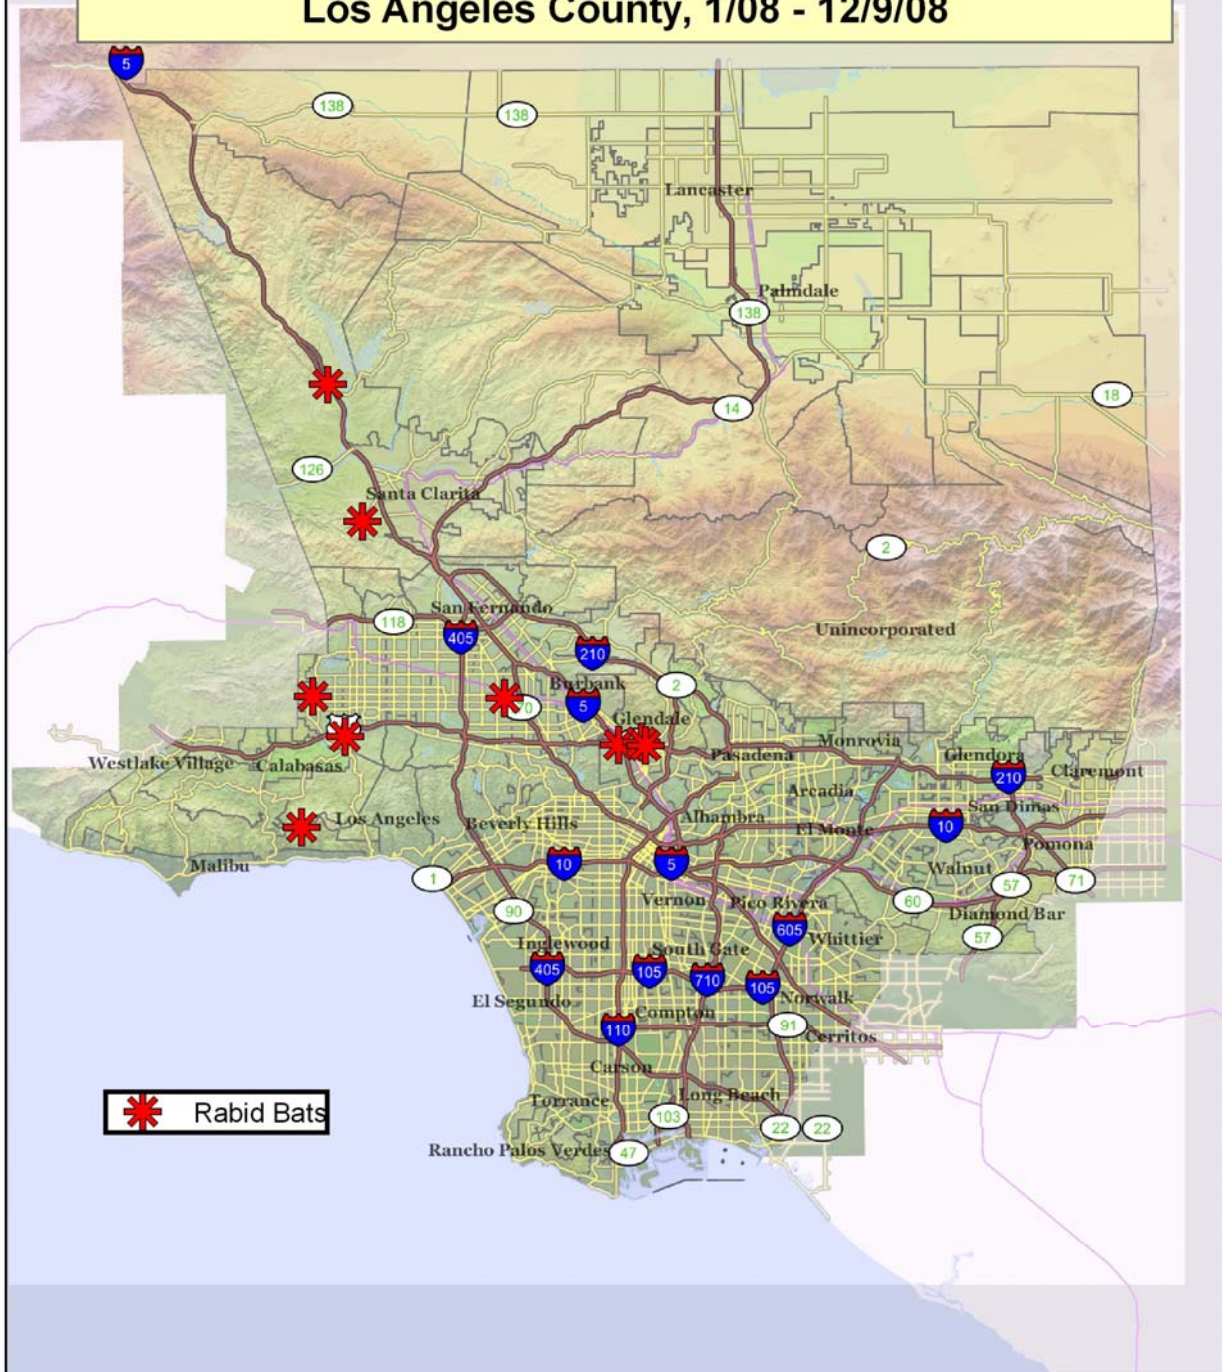 Los Angeles County, 1/08 - 12/9/08
5
138
138
Lancaster
Palmdale
138
18
14
126
Santa Clarita
2
San Fernando
118
405
Unincorporated
210
Burbank
2
5
70
Glendale
Pasadena
Monrovia
Glendora
Westlake Village
Calabasas
210
Claremont
Arcadia
San Dimas
Los Angeles
Beverly Hills
Alhambra
El Monte
10
Pomona
Malibu
10
5
Walnut
1
57
71
Vernon
Pico Rivera
60
90
Diamond Bar
605
Whittier
57
Inglewood
South Gate
405
105
710
105
El Segundo
Norwalk
Compton
110
91
Cerritos
Carson
Torrance
Long Beach
Rabid Bats
103
22
22
Rancho Palos Verdes
47